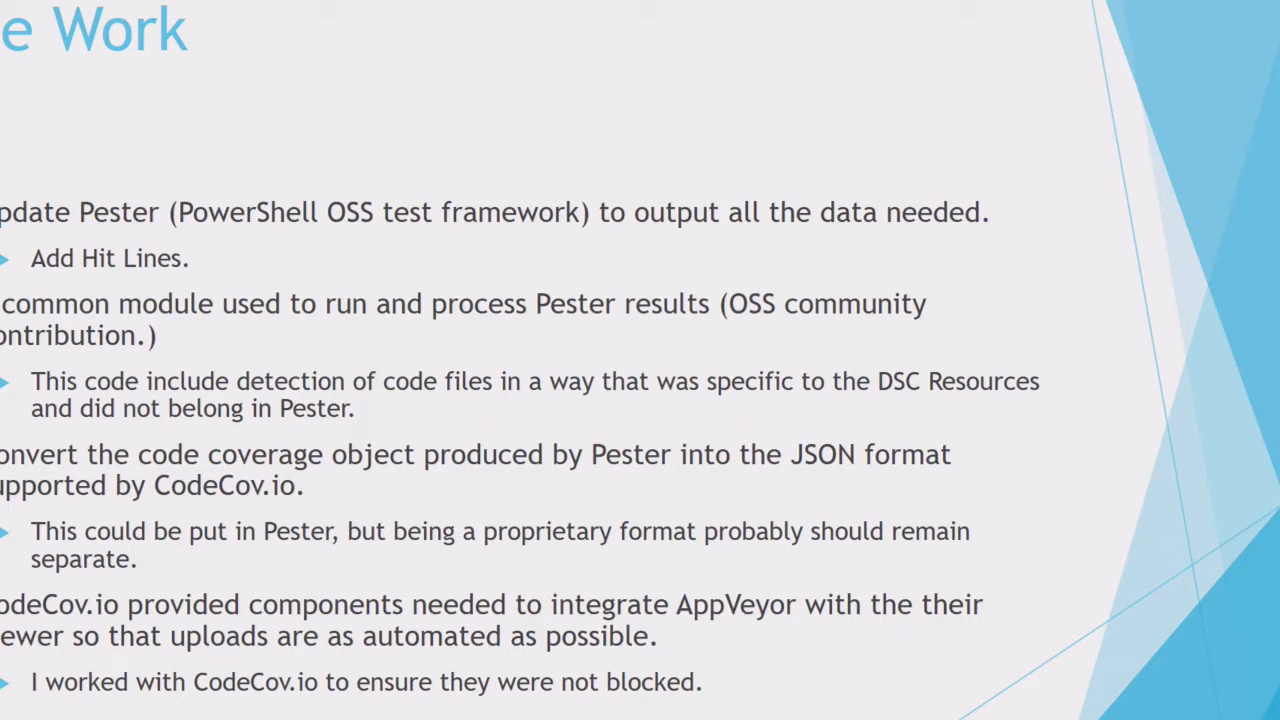 e Work
pdate Pester (PowerShell OSS test framework) to output all the data needed.
Add Hit Lines.
common module used to run and process Pester results (OSS community
ontribution.)
This code include detection of code files in a way that was specific to the DSC Resources
and did not belong in Pester.
onvert the code coverage object produced by Pester into the JSON format
upported by CodeCov.io.
This could be put in Pester, but being a proprietary format probably should remain
separate.
odeCov.io provided components needed to integrate AppVeyor with the their
ewer so that uploads are as automated as possible.
I worked with CodeCov.io to ensure they were not blocked.